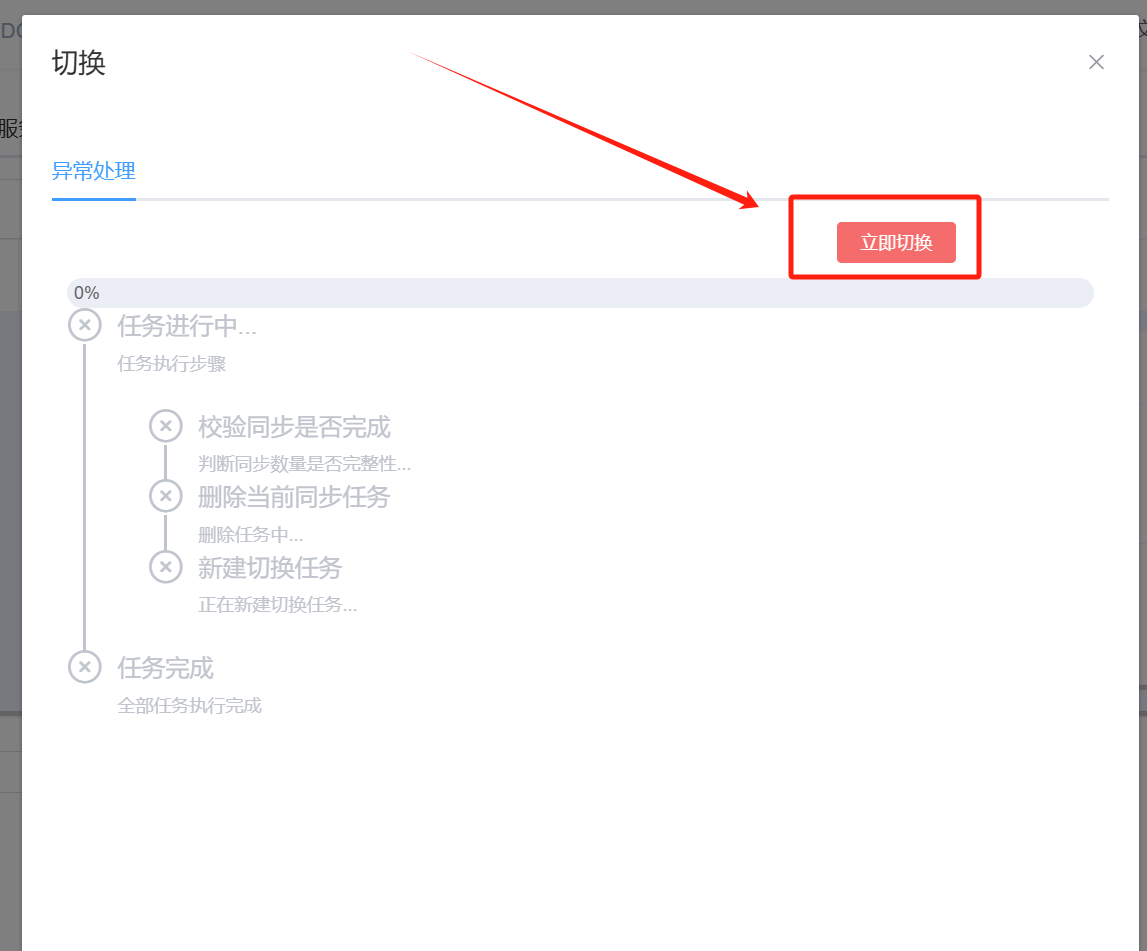 切换
异常处理
立即切换
0%
任务进行中...
任务执行步骤
校验同步是否完成
判断同步数量是否完整性...
删除当前同步任务
删除任务中...
新建切换任务
正在新建切换任务...
任务完成
全部任务执行完成